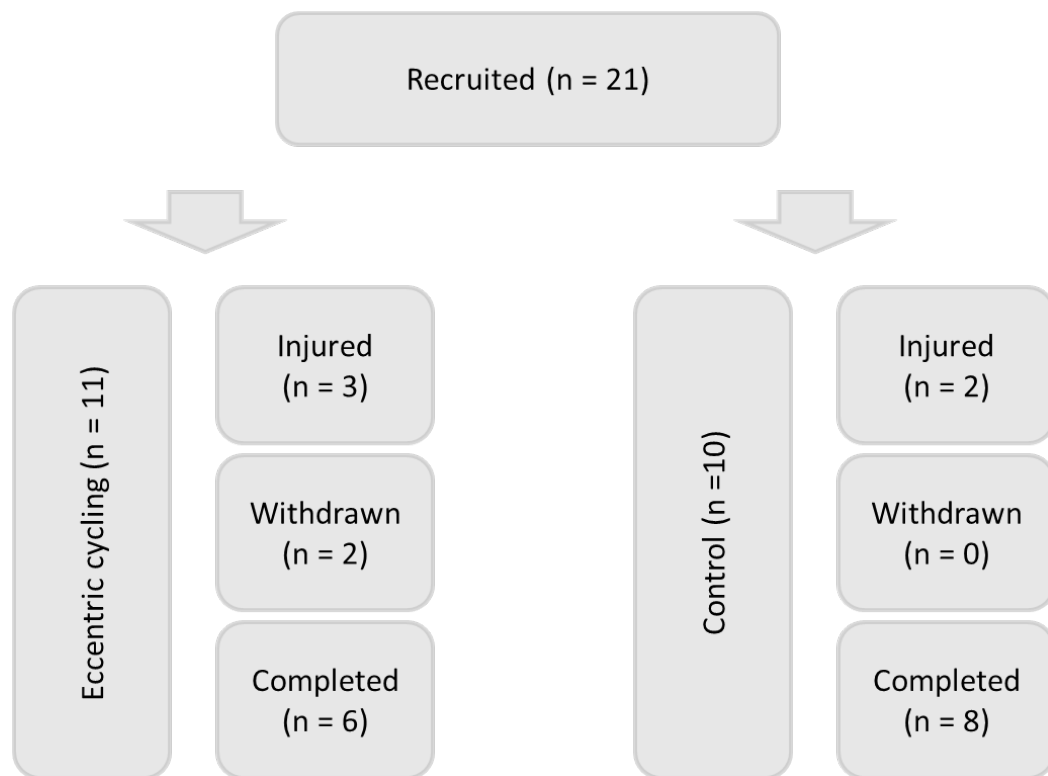 Recruited (n = 21)
Eccentric cycling (n = 11)
Injured
(n = 3)
Withdrawn
(n = 2)
Completed
(n = 6)
Control (n =10)
Injured
(n = 2)
Withdrawn
(n = 0)
Completed
(n = 8)